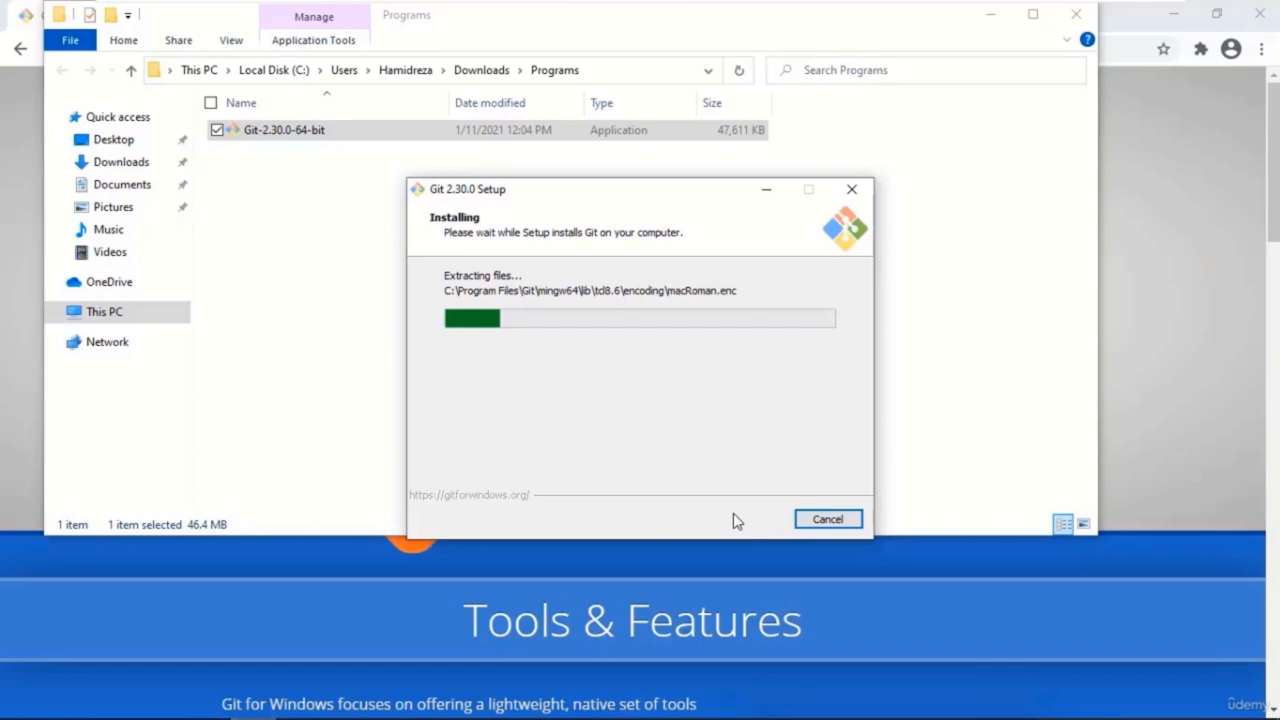 Manage
Programs
File
Home
Share
View
Application Tools
This PC
Local Disk (C:)
Users
Hamidreza
Downloads
Programs
Search Programs
Name
Date modified
Type
Size
Git-2.30.0-64-bit
1/11/2021 12:04 PM
Application
47,611 KB
Quick access
Desktop
Downloads
Documents
Pictures
Music
Videos
OneDrive
This PC
Network
Git 2.30.0 Setup
Installing
Please wait while Setup installs Git on your computer.
Extracting files...
C:\Program Files\Git\mingw64\lib\tcl8.6\encoding\macRoman.enc
https://gitforwindows.org/
Cancel
1 item
1 item selected 46.4 MB
Tools & Features
Git for Windows focuses on offering a lightweight, native set of tools
ûdemy